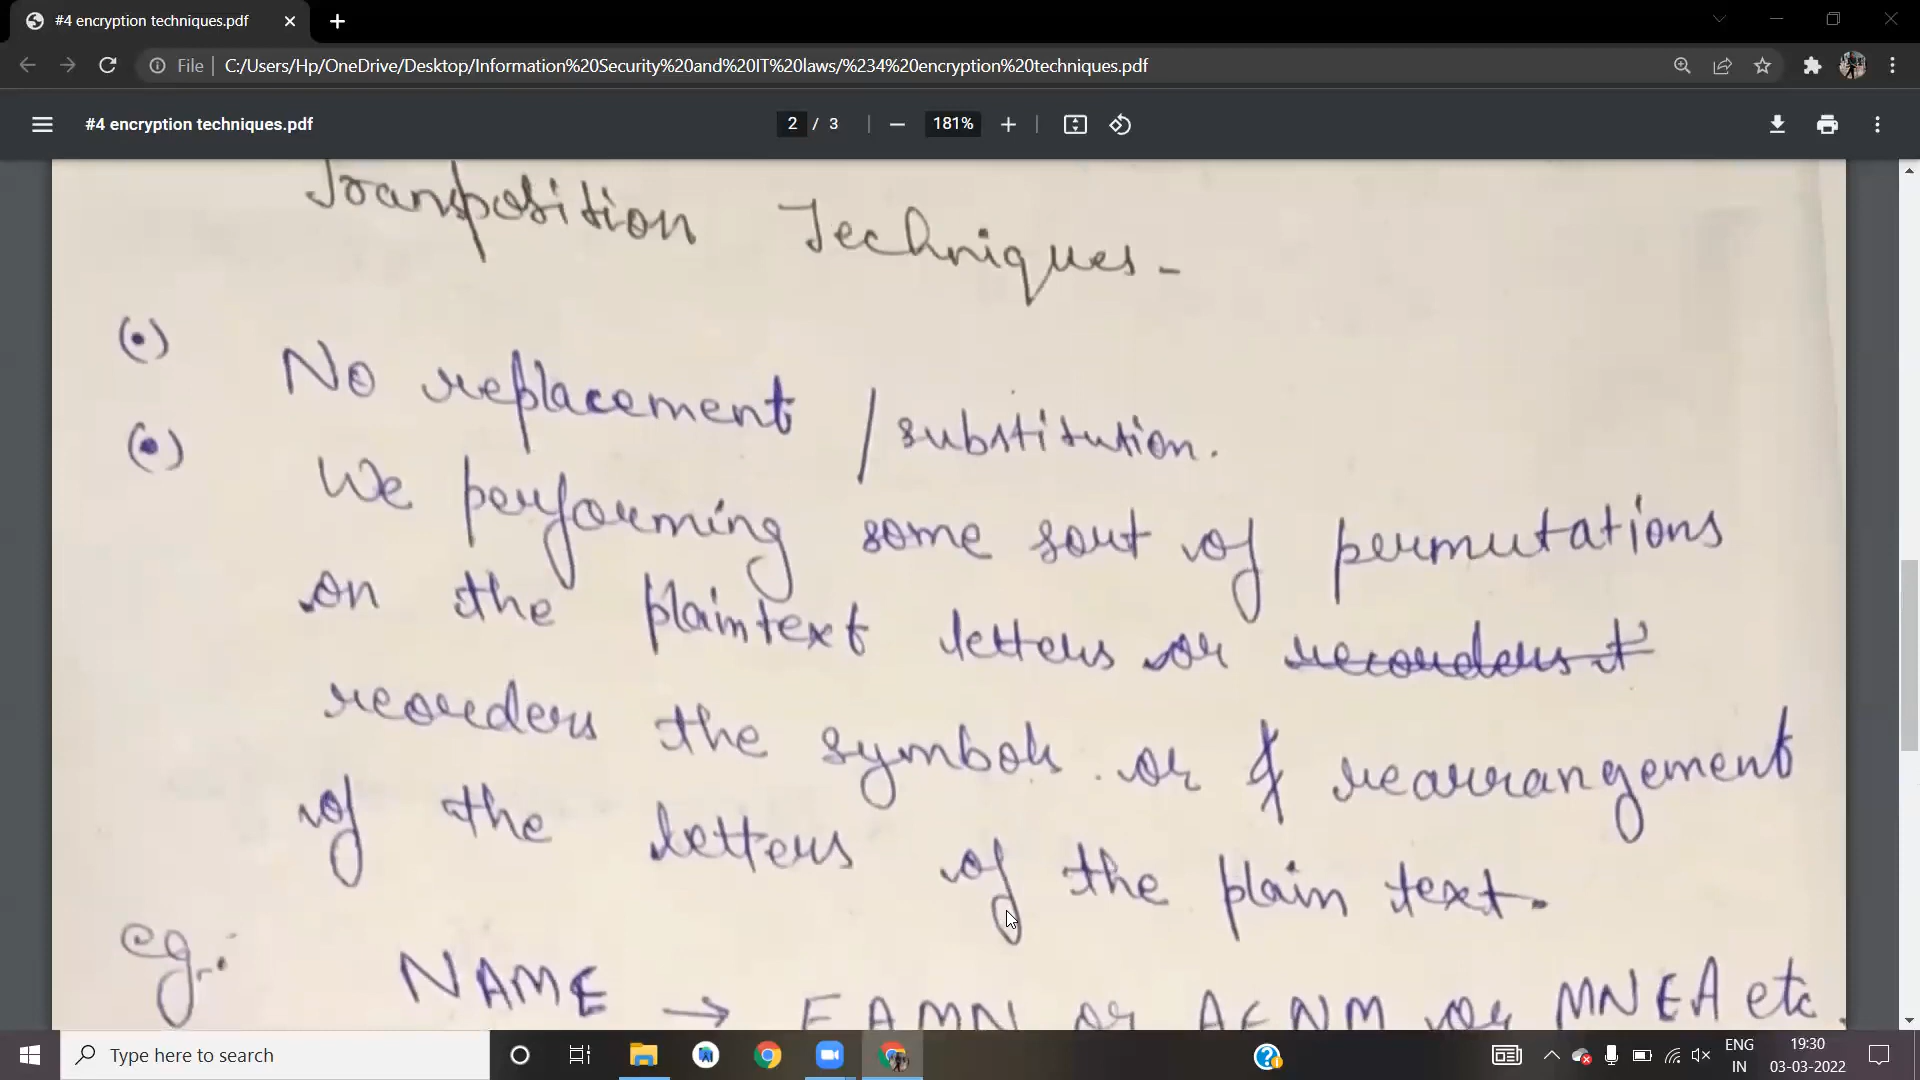 #4 encryption techniques.pdf
File | C:/Users/Hp/OneDrive/Desktop/Information%20Security%20and%20IT%20laws/%234%20encryption%20techniques.pdf
#4 encryption techniques.pdf
2 / 3
181%
Transposition Techniques -
(•) No replacement / substitution.
(•) We performing some sort of permutations
on the plaintext letters or
reorders the symbols or rearrangement
of the letters of the plain text.
eg:. NAME → EAMN or AENM or MNEA etc.
Type here to search
ENG
IN
19:30
03-03-2022